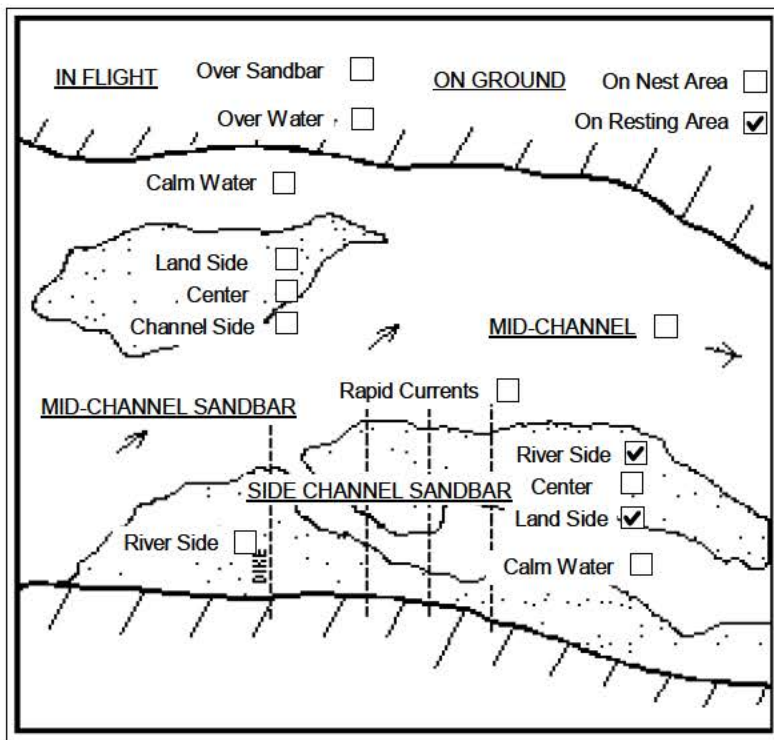 IN FLIGHT Over Sandbar ON GROUND On Nest Area
Over Water On Resting Area
Calm Water
Land Side
Center
Channel Side
MID-CHANNEL
Rapid Currents
MID-CHANNEL SANDBAR
River Side
SIDE CHANNEL SANDBAR Center
Land Side
River Side
DIKE
Calm Water